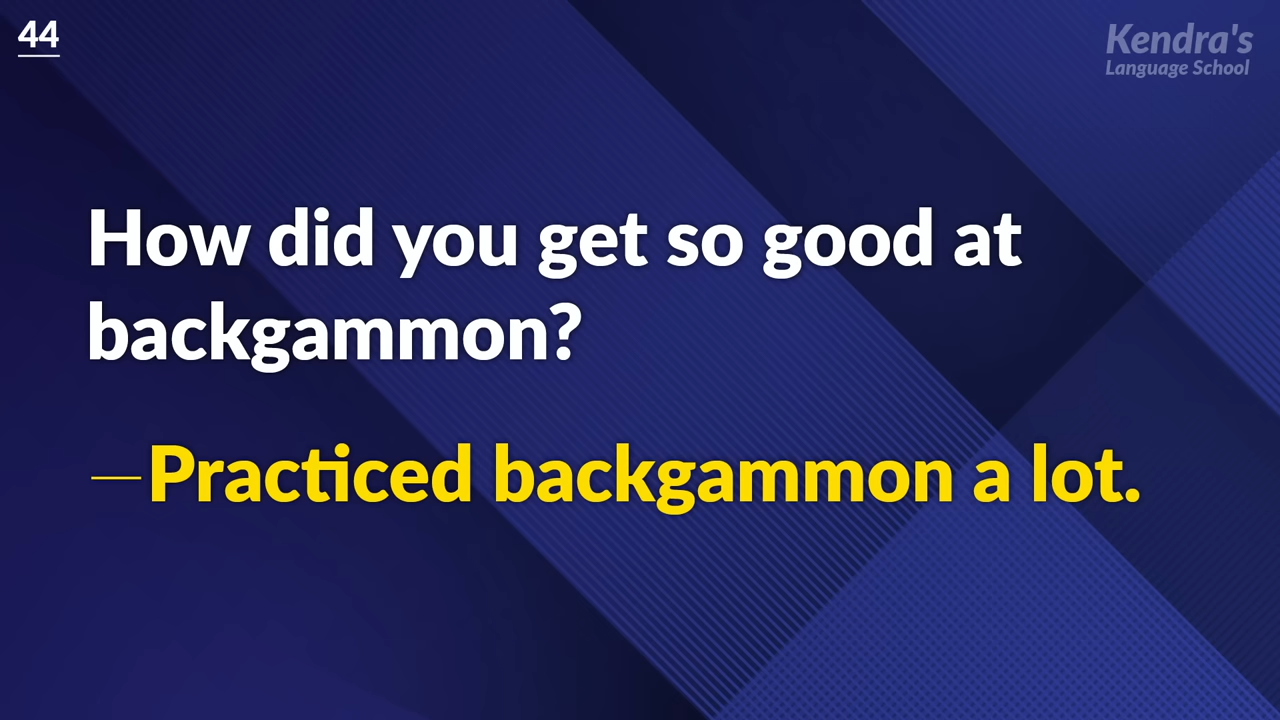 44
Kendra's
Language School
How did you get so good at
backgammon?
—Practiced backgammon a lot.